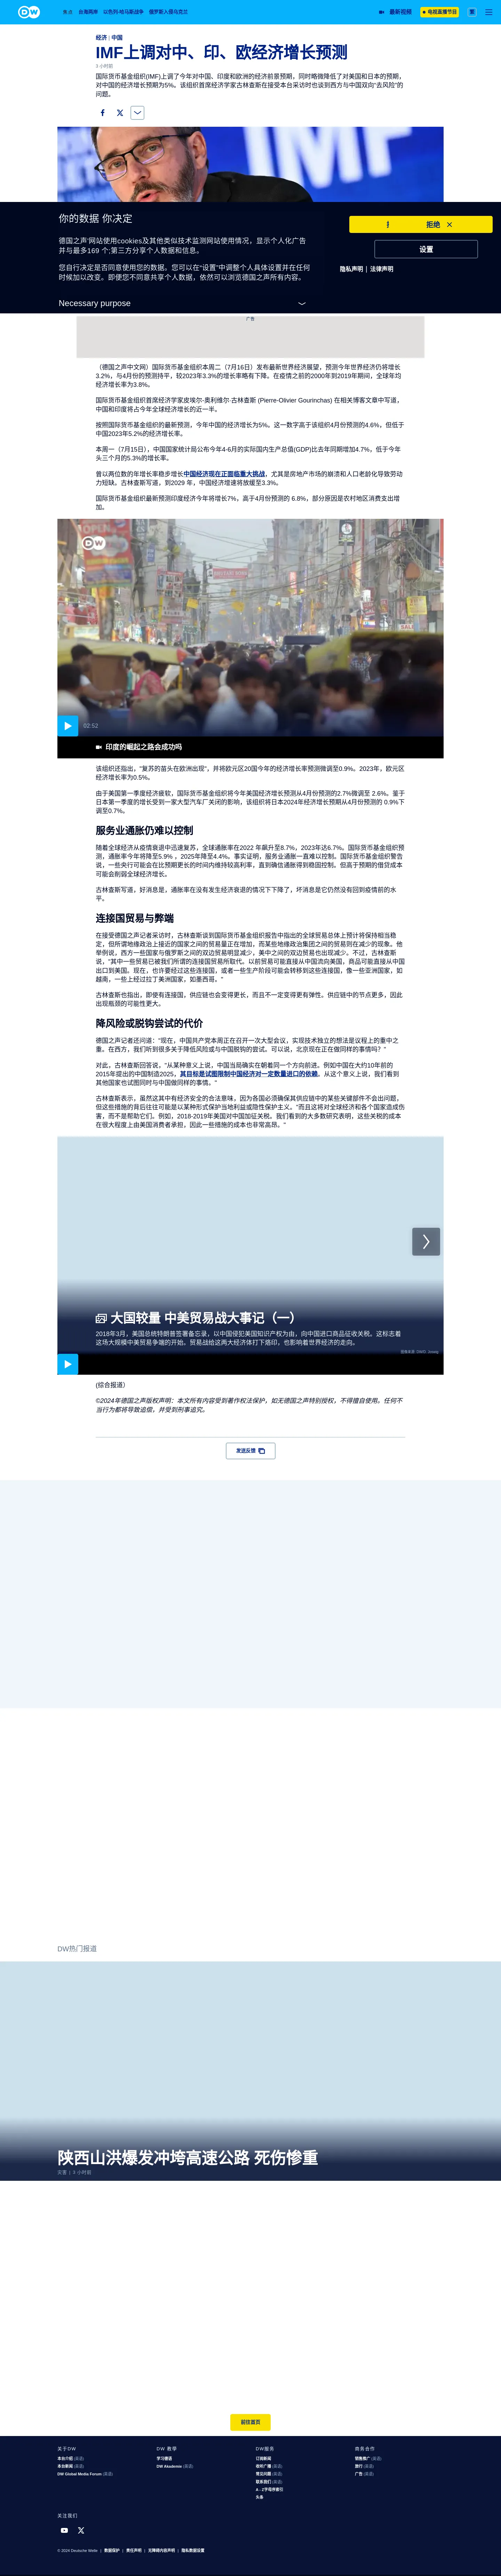 DW
焦点
台海局势
以色列-哈马斯战争
俄罗斯入侵乌克兰
最新视频
电视直播节目
繁
经济 | 中国
IMF上调对中、印、欧经济增长预测
3 小时前
国际货币基金组织(IMF)上调了今年对中国、印度和欧洲的经济前景预期，同时略微降低了对美国和日本的预期，
对中国的经济增长预期为5%。该组织首席经济学家古林查斯在接受本台采访时也谈到西方与中国双向“去风险”的
问题。
你的数据 你决定
拒绝
德国之声˙网站使用cookies及其他类似技术监测网站使用情况，显示个人化广告
并与最多169 个;第三方分享个人数据和信息。
设置
您自行决定是否同意使用您的数据。您可以在“设置”中调整个人具体设置并在任何
时候加以改变。即便您不同意共享个人数据，依然可以浏览德国之声所有内容。
隐私声明 | 法律声明
Necessary purpose
广告
（德国之声中文网）国际货币基金组织本周二（7月16日）发布最新世界经济展望，预测今年世界经济仍将增长
3.2%，与4月份的预测持平，较2023年3.3%的增长率略有下降。在疫情之前的2000年到2019年期间，全球年均
经济增长率为3.8%。
国际货币基金组织首席经济学家皮埃尔-奥利维尔·古林查斯 (Pierre-Olivier Gourinchas) 在相关博客文章中写道，
中国和印度将占今年全球经济增长的近一半。
按照国际货币基金组织的最新预测，今年中国的经济增长为5%。这一数字高于该组织4月份预测的4.6%，但低于
中国2023年5.2%的经济增长率。
本周一（7月15日），中国国家统计局公布今年4-6月的实际国内生产总值(GDP)比去年同期增加4.7%，低于今年
头三个月的5.3%的增长率。
曾以两位数的年增长率稳步增长中国经济现在正面临重大挑战，尤其是房地产市场的崩溃和人口老龄化导致劳动
力短缺。古林查斯写道，到2029 年，中国经济增速将放缓至3.3%。
国际货币基金组织最新预测印度经济今年将增长7%，高于4月份预测的 6.8%，部分原因是农村地区消费支出增
加。
DW
02:52
印度的崛起之路会成功吗
该组织还指出，“复苏的苗头在欧洲出现”，并将欧元区20国今年的经济增长率预测微调至0.9%。2023年，欧元区
经济增长率为0.5%。
由于美国第一季度经济疲软，国际货币基金组织将今年美国经济增长预测从4月份预测的2.7%微调至 2.6%。鉴于
日本第一季度的增长受到一家大型汽车厂关闭的影响，该组织将日本2024年经济增长预期从4月份预测的 0.9%下
调至0.7%。
服务业通胀仍难以控制
随着全球经济从疫情衰退中迅速复苏，全球通胀率在2022 年飙升至8.7%，2023年达6.7%。国际货币基金组织预
测，通胀率今年将降至5.9% ，2025年降至4.4%。事实证明，服务业通胀一直难以控制。国际货币基金组织警告
说，一些央行可能会在比预期更长的时间内维持较高利率，直到确信通胀得到稳固控制。但高于预期的借贷成本
可能会削弱全球经济增长。
古林查斯写道，好消息是，通胀率在没有发生经济衰退的情况下下降了，坏消息是它仍然没有回到疫情前的水
平。
连接国贸易与弊端
在接受德国之声记者采访时，古林查斯谈到国际货币基金组织报告中指出的全球贸易总体上预计将保持相当稳
定，但所谓地缘政治上接近的国家之间的贸易量正在增加，而某些地缘政治集团之间的贸易则在减少的现象。他
举例说，西方一些国家与俄罗斯之间的双边贸易明显减少，美中之间的双边贸易也出现减少。不过，古林查斯
说，“其中一些贸易已被我们所谓的连接国贸易所取代。以前贸易可能直接从中国流向美国，商品可能直接从中国
出口到美国。现在，也许要经过这些连接国，或者一些生产阶段可能会转移到这些连接国，像一些亚洲国家，如
越南，一些上经过拉丁美洲国家，如墨西哥。”
古林查斯也指出，即使有连接国，供应链也会变得更长，而且不一定变得更有弹性。供应链中的节点更多，因此
出现瓶颈的可能性更大。
降风险或脱钩尝试的代价
德国之声记者还问道：“现在，中国共产党本周正在召开一次大型会议，实现技术独立的想法是议程上的重中之
重。在西方，我们听到很多关于降低风险或与中国脱钩的尝试。可以说，北京现在正在做同样的事情吗？”
对此，古林查斯回答说，“从某种意义上说，中国当局确实在朝着同一个方向前进。例如中国在大约10年前的
2015年提出的中国制造2025，其目标是试图限制中国经济对一定数量进口的依赖。从这个意义上说，我们看到
其他国家也试图同时与中国做同样的事情。”
古林查斯表示，虽然这其中有经济安全的合法意味，因为各国必须确保其供应链中的某些关键部件不会出问题，
但这些措施的背后往往可能是以某种形式保护当地利益或隐性保护主义，“而且这将对全球经济和各个国家造成伤
害，而不是帮助它们。例如，2018-2019年美国对中国加征关税。我们看到的大多数研究表明，这些关税的成本
在很大程度上由美国消费者承担，因此一些措施的成本也非常高昂。”
大国较量 中美贸易战大事记（一）
2018年3月，美国总统特朗普签署备忘录，以中国侵犯美国知识产权为由，向中国进口商品征收关税。这标志着
这场大规模中美贸易争端的开始。贸易战给这两大经济体打下烙印，也影响着世界经济的走向。
(综合报道）
©2024年德国之声版权声明：本文所有内容受到著作权法保护，如无德国之声特别授权，不得擅自使用。任何不
当行为都将导致追偿，并受到刑事追究。
发送反馈
DW热门报道
陕西山洪爆发冲垮高速公路 死伤惨重
灾害 | 3 小时前
前往首页
关于DW
本台介绍 (英语)
本台新闻 (英语)
DW Global Media Forum (英语)
DW 教學
学习德语
DW Akademie (英语)
DW服务
订阅新闻
收听广播 (英语)
常见问题 (英语)
联系我们 (英语)
A - Z字母序索引
头条
商务合作
销售推广 (英语)
旅行 (英语)
广告 (英语)
关注我们
© 2024 Deutsche Welle | 数据保护 | 责任声明 | 无障碍内容声明 | 隐私数据设置